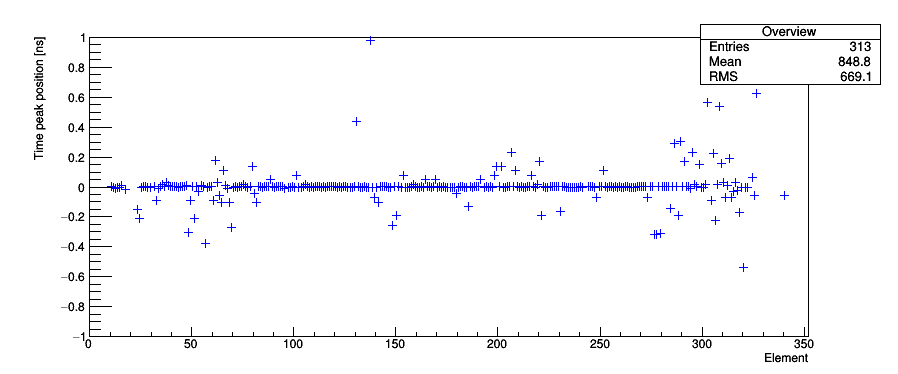 Overview
Entries 313
Mean 848.8
RMS 669.1
Time peak position [ns]
1
0.8
0.6
0.4
0.2
0
−0.2
−0.4
−0.6
−0.8
−1
0 50 100 150 200 250 300 350
Element